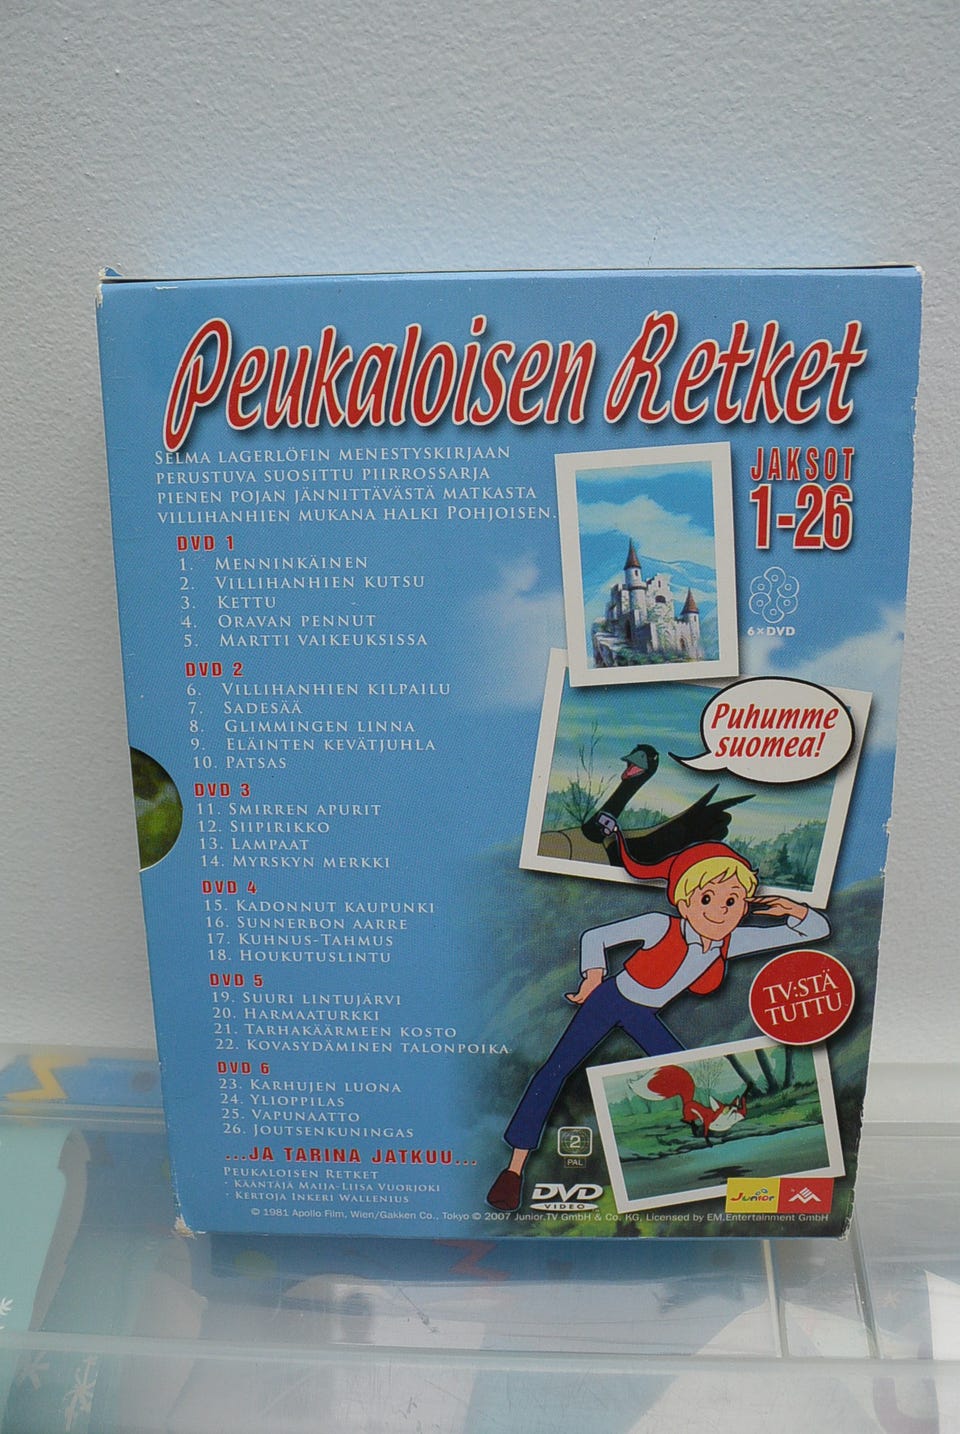 Peukaloisen Retket
SELMA LAGERLÖFIN MENESTYSKIRJAAN
PERUSTUVA SUOSITTU PIIRROSSARJA
PIENEN POJAN JÄNNITTÄVÄSTÄ MATKASTA
VILLIHANHIEN MUKANA HALKI POHJOISEN.
JAKSOT
1-26
6×DVD
DVD 1
1. MENNINKÄINEN
2. VILLIHANHIEN KUTSU
3. KETTU
4. ORAVAN PENNUT
5. MARTTI VAIKEUKSISSA
DVD 2
6. VILLIHANHIEN KILPAILU
7. SADESÄÄ
8. GLIMMINGEN LINNA
9. ELÄINTEN KEVÄTJUHLA
10. PATSAS
Puhumme
suomea!
DVD 3
11. SMIRREN APURIT
12. SIIPIRIKKO
13. LAMPAAT
14. MYRSKYN MERKKI
DVD 4
15. KADONNUT KAUPUNKI
16. SUNNERBON AARRE
17. KUHNUS-TAHMUS
18. HOUKUTUSLINTU
DVD 5
19. SUURI LINTUJÄRVI
20. HARMAATURKKI
21. TARHAKÄÄRMEEN KOSTO
22. KOVASYDÄMINEN TALONPOIKA
TV:STÄ
TUTTU
DVD 6
23. KARHUJEN LUONA
24. YLIOPPILAS
25. VAPUNAATTO
26. JOUTSENKUNINGAS
...JA TARINA JATKUU...
PEUKALOISEN RETKET
· KÄÄNTÄJÄ MAIJA-LIISA VUORJOKI
· KERTOJA INKERI WALLENIUS
2
PAL
DVD
VIDEO
Junior
© 1981 Apollo Film, Wien/Gakken Co., Tokyo © 2007 Junior.TV GmbH & Co. KG, Licensed by EM.Entertainment GmbH